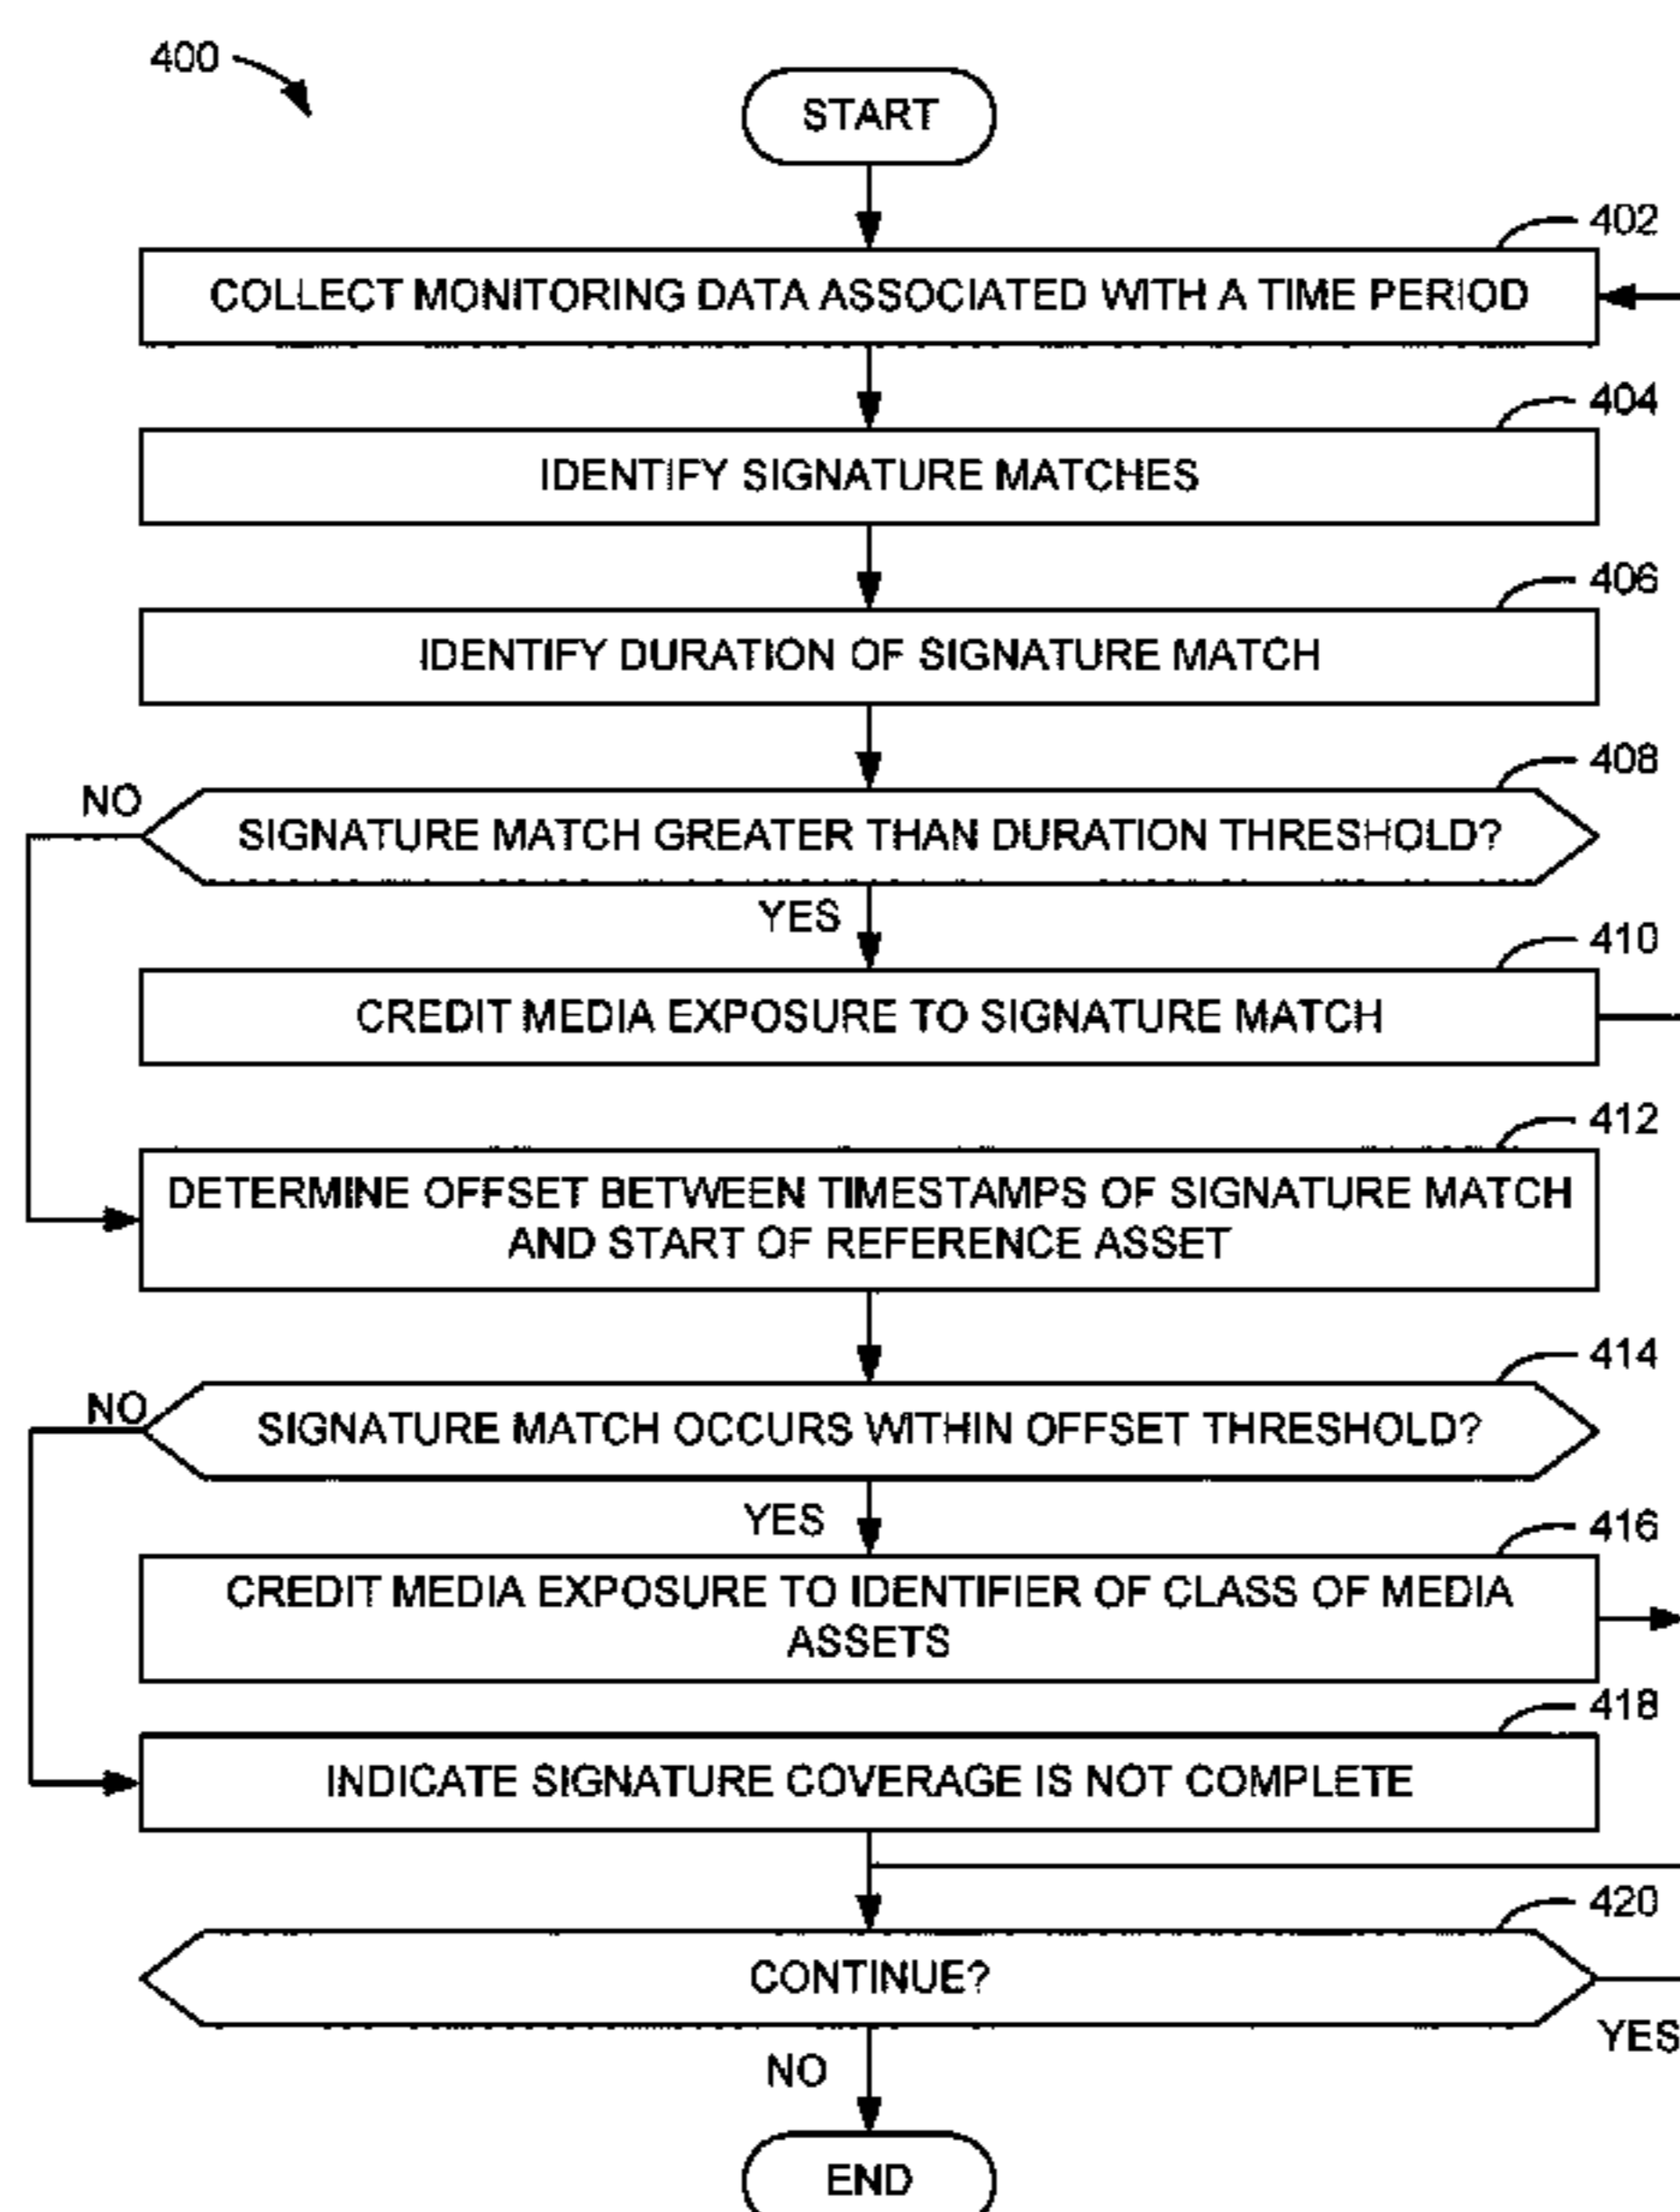 400
START
402
COLLECT MONITORING DATA ASSOCIATED WITH A TIME PERIOD
404
IDENTIFY SIGNATURE MATCHES
406
IDENTIFY DURATION OF SIGNATURE MATCH
408
NO
SIGNATURE MATCH GREATER THAN DURATION THRESHOLD?
YES
410
CREDIT MEDIA EXPOSURE TO SIGNATURE MATCH
412
DETERMINE OFFSET BETWEEN TIMESTAMPS OF SIGNATURE MATCH
AND START OF REFERENCE ASSET
414
NO
SIGNATURE MATCH OCCURS WITHIN OFFSET THRESHOLD?
YES
416
CREDIT MEDIA EXPOSURE TO IDENTIFIER OF CLASS OF MEDIA
ASSETS
418
INDICATE SIGNATURE COVERAGE IS NOT COMPLETE
420
CONTINUE?
YES
NO
END